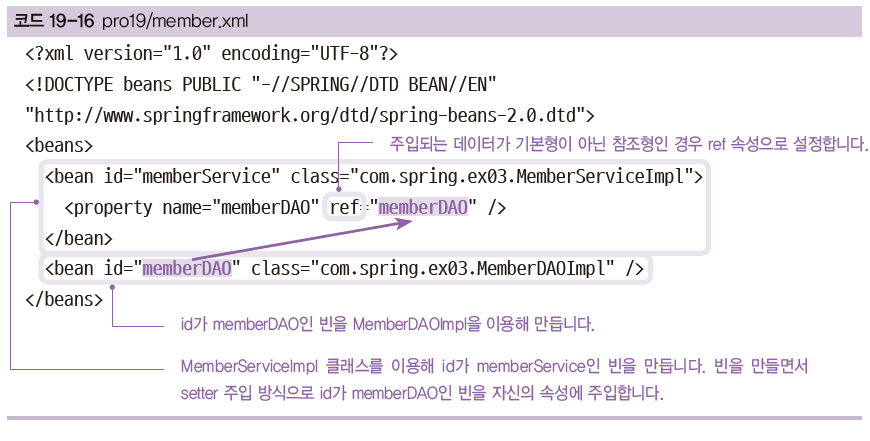 코드 19-16 pro19/member.xml
<?xml version="1.0" encoding="UTF-8"?>
<!DOCTYPE beans PUBLIC "-//SPRING//DTD BEAN//EN"
"http://www.springframework.org/dtd/spring-beans-2.0.dtd">
<beans>
주입되는 데이터가 기본형이 아닌 참조형인 경우 ref 속성으로 설정합니다.
<bean id="memberService" class="com.spring.ex03.MemberServiceImpl">
<property name="memberDAO" ref="memberDAO" />
</bean>
<bean id="memberDAO" class="com.spring.ex03.MemberDAOImpl" />
</beans>
id가 memberDAO인 빈을 MemberDAOImpl을 이용해 만듭니다.
MemberServiceImpl 클래스를 이용해 id가 memberService인 빈을 만듭니다. 빈을 만들면서
setter 주입 방식으로 id가 memberDAO인 빈을 자신의 속성에 주입합니다.